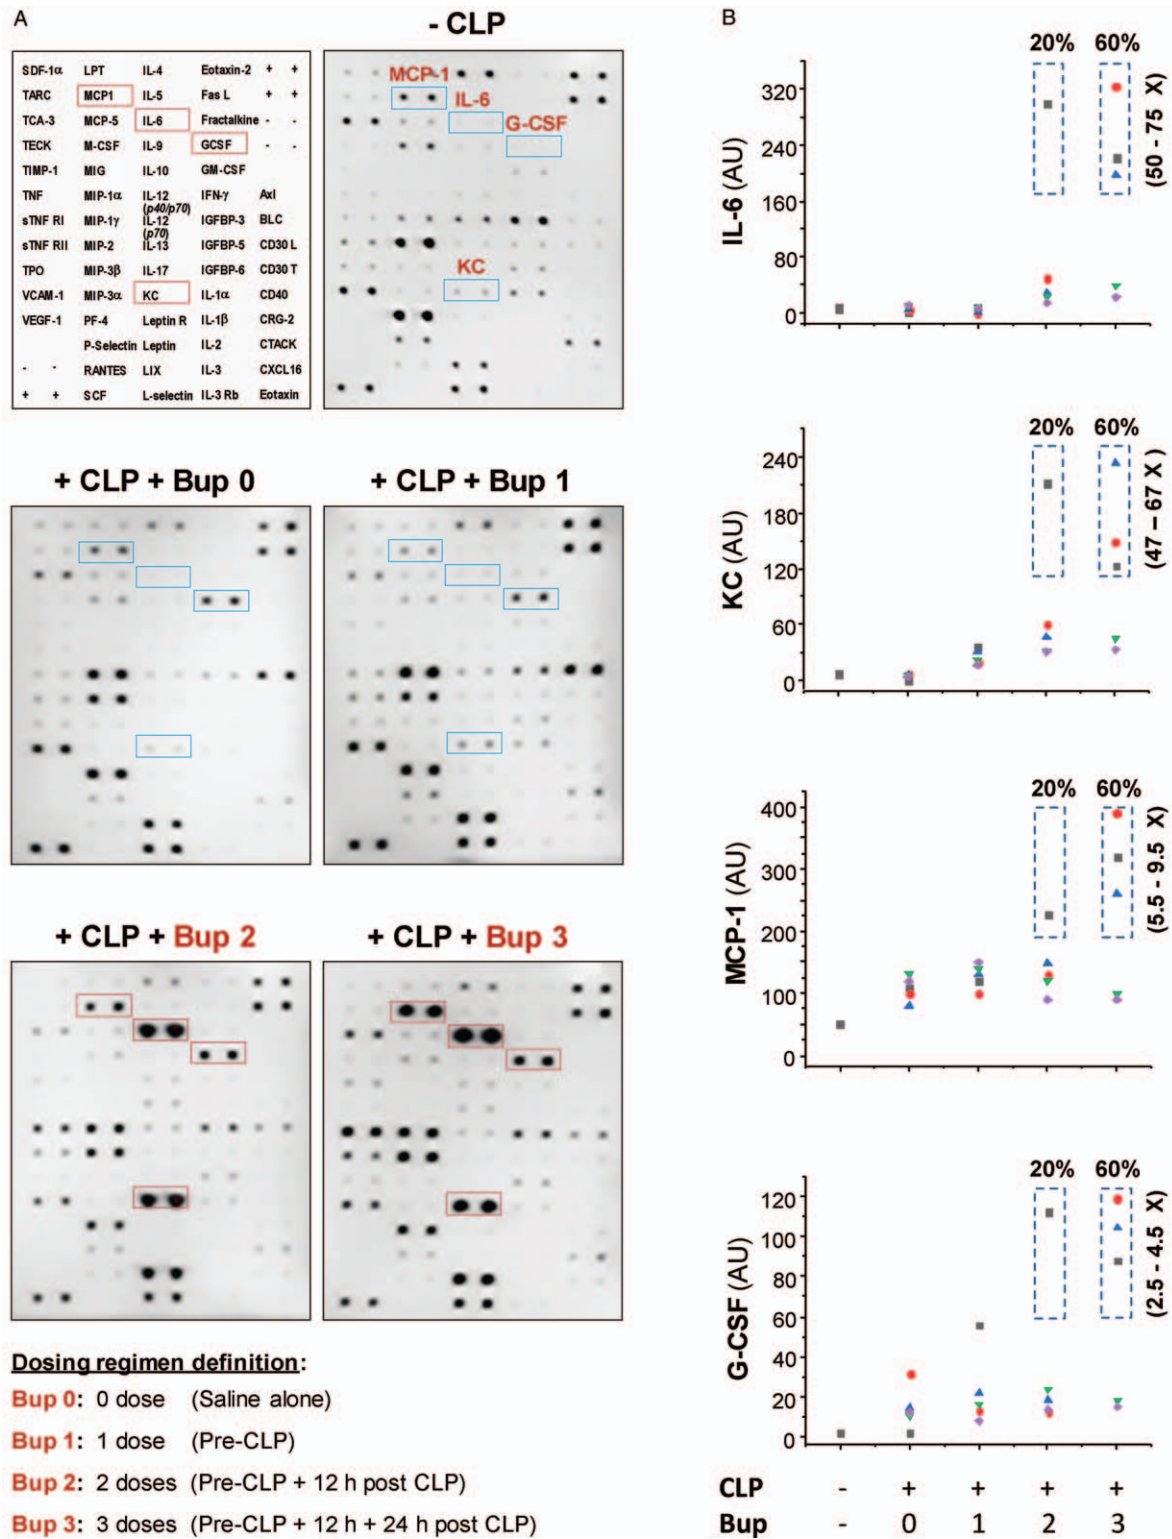 A
- CLP
SDF-1α LPT IL-4 Eotaxin-2 + +
TARC MCP1 IL-5 Fas L + +
TCA-3 MCP-5 IL-6 Fractalkine - -
TECK M-CSF IL-9 GCSF - -
TIMP-1 MIG IL-10 GM-CSF
TNF MIP-1α IL-12 (p40/p70) IFN-γ Axl
sTNF RI MIP-1γ IL-12 (p70) IGFBP-3 BLC
sTNF RII MIP-2 IL-13 IGFBP-5 CD30 L
TPO MIP-3β IL-17 IGFBP-6 CD30 T
VCAM-1 MIP-3α KC IL-1α CD40
VEGF-1 PF-4 Leptin R IL-1β CRG-2
P-Selectin Leptin IL-2 CTACK
- - RANTES LIX IL-3 CXCL16
+ + SCF L-selectin IL-3 Rb Eotaxin
MCP-1
IL-6
G-CSF
KC
+ CLP + Bup 0
+ CLP + Bup 1
+ CLP + Bup 2
+ CLP + Bup 3
Dosing regimen definition:
Bup 0: 0 dose (Saline alone)
Bup 1: 1 dose (Pre-CLP)
Bup 2: 2 doses (Pre-CLP + 12 h post CLP)
Bup 3: 3 doses (Pre-CLP + 12 h + 24 h post CLP)
B
20% 60%
IL-6 (AU)
320
240
160
80
0
(50 - 75 X)
20% 60%
KC (AU)
240
180
120
60
0
(47 – 67 X)
20% 60%
MCP-1 (AU)
400
300
200
100
0
(5.5 - 9.5 X)
20% 60%
G-CSF (AU)
120
100
80
60
40
20
0
(2.5 - 4.5 X)
CLP - + + + +
Bup - 0 1 2 3